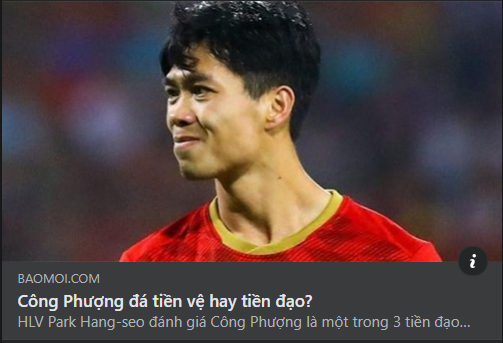 BAOMOI.COM
Công Phượng đá tiền vệ hay tiền đạo?
HLV Park Hang-seo đánh giá Công Phượng là một trong 3 tiền đạo...